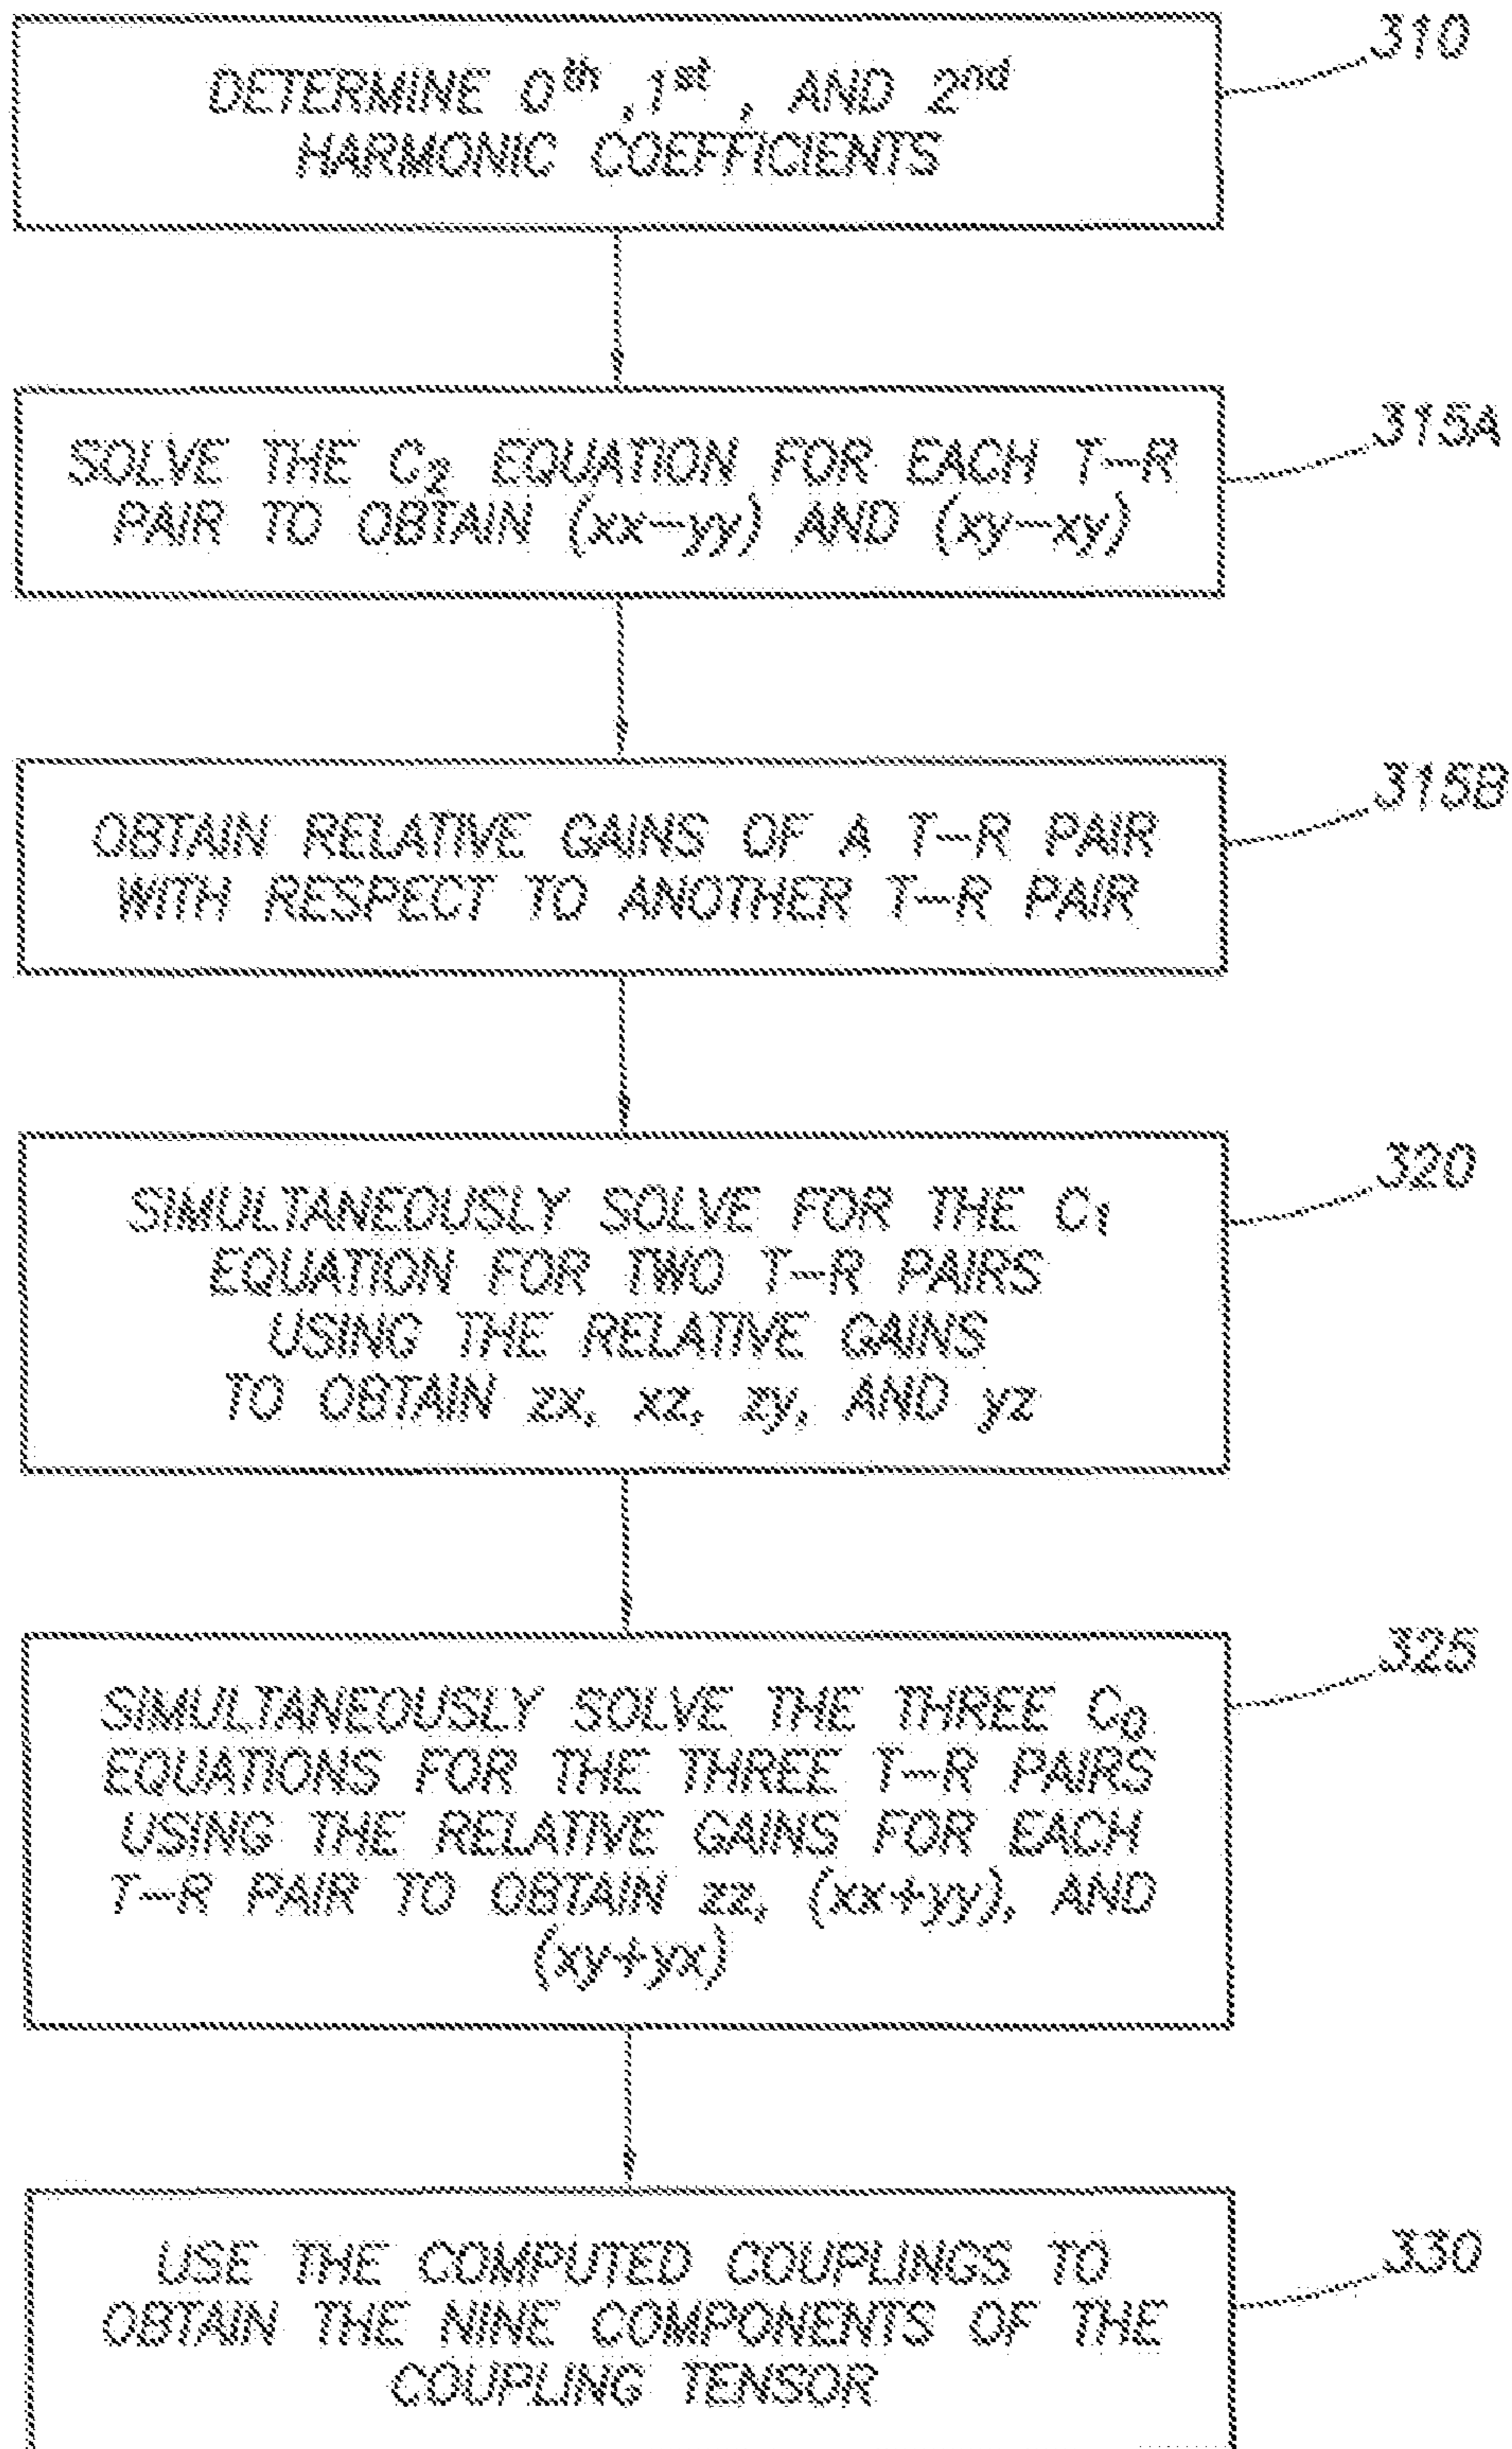 DETERMINE 0th, 1st, AND 2nd
HARMONIC COEFFICIENTS
310
SOLVE THE C2 EQUATION FOR EACH T-R
PAIR TO OBTAIN (xx-yy) AND (xy-xy)
315A
OBTAIN RELATIVE GAINS OF A T-R PAIR
WITH RESPECT TO ANOTHER T-R PAIR
315B
SIMULTANEOUSLY SOLVE FOR THE C1
EQUATION FOR TWO T-R PAIRS
USING THE RELATIVE GAINS
TO OBTAIN zx, xz, zy, AND yz
320
SIMULTANEOUSLY SOLVE THE THREE C0
EQUATIONS FOR THE THREE T-R PAIRS
USING THE RELATIVE GAINS FOR EACH
T-R PAIR TO OBTAIN zz, (xx+yy), AND
(xy+yx)
325
USE THE COMPUTED COUPLINGS TO
OBTAIN THE NINE COMPONENTS OF THE
COUPLING TENSOR
330